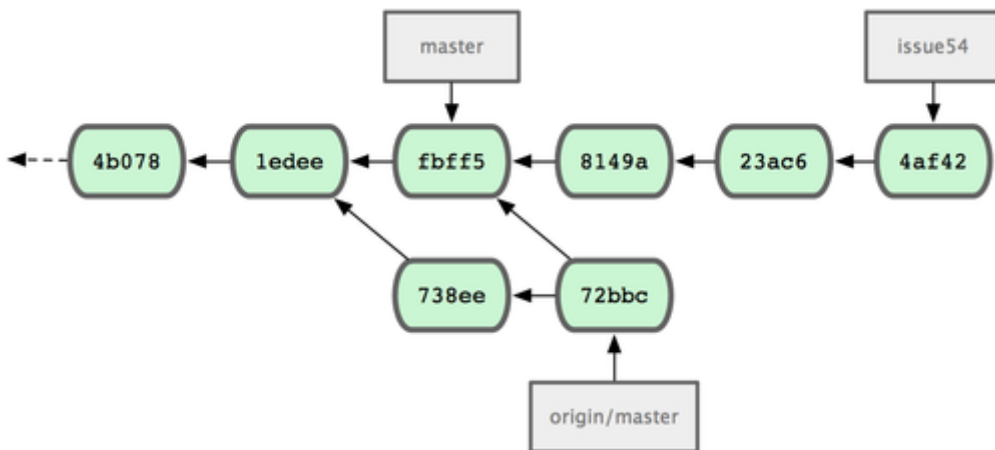 master
issue54
4b078
1edee
fbff5
8149a
23ac6
4af42
738ee
72bbc
origin/master